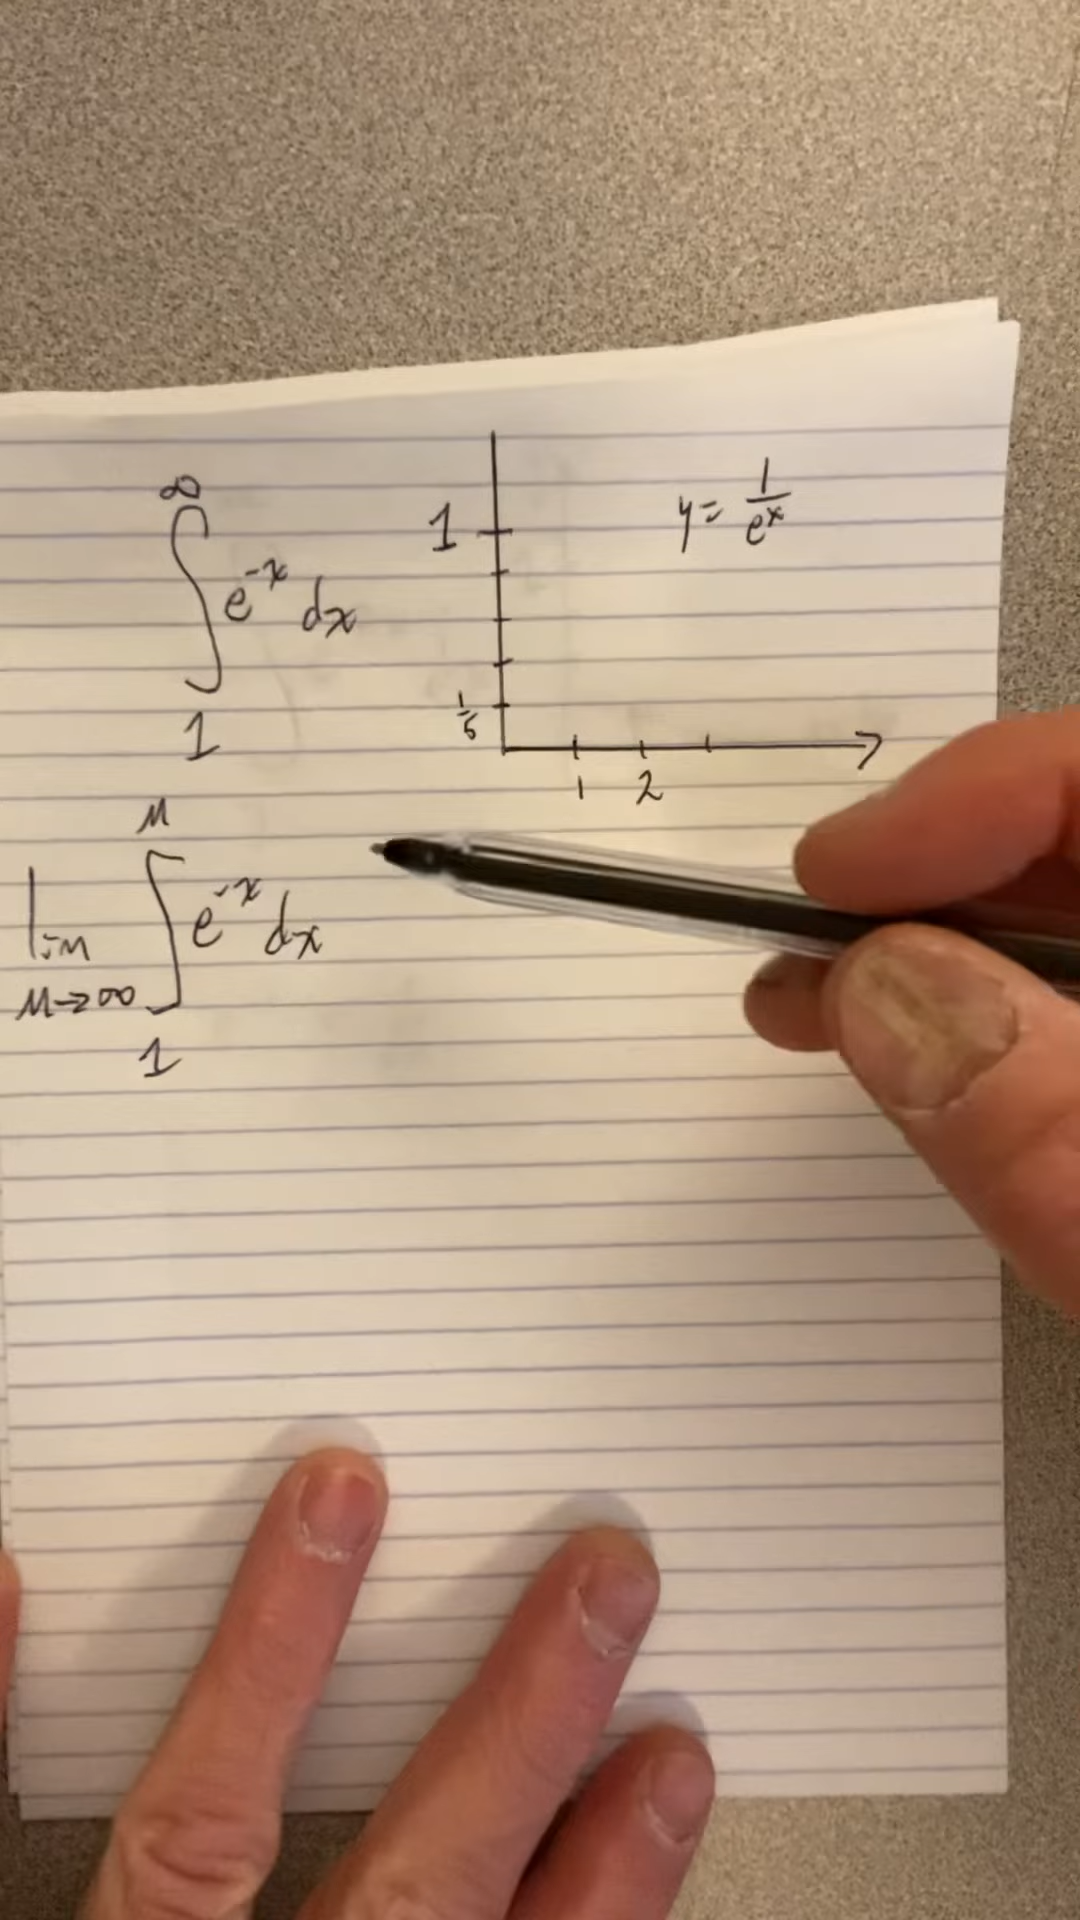 ∞
∫ e^{-x} dx
1
1
y = 1/e^x
1/5
1 2
M
lim ∫ e^{-x} dx
M→∞
1